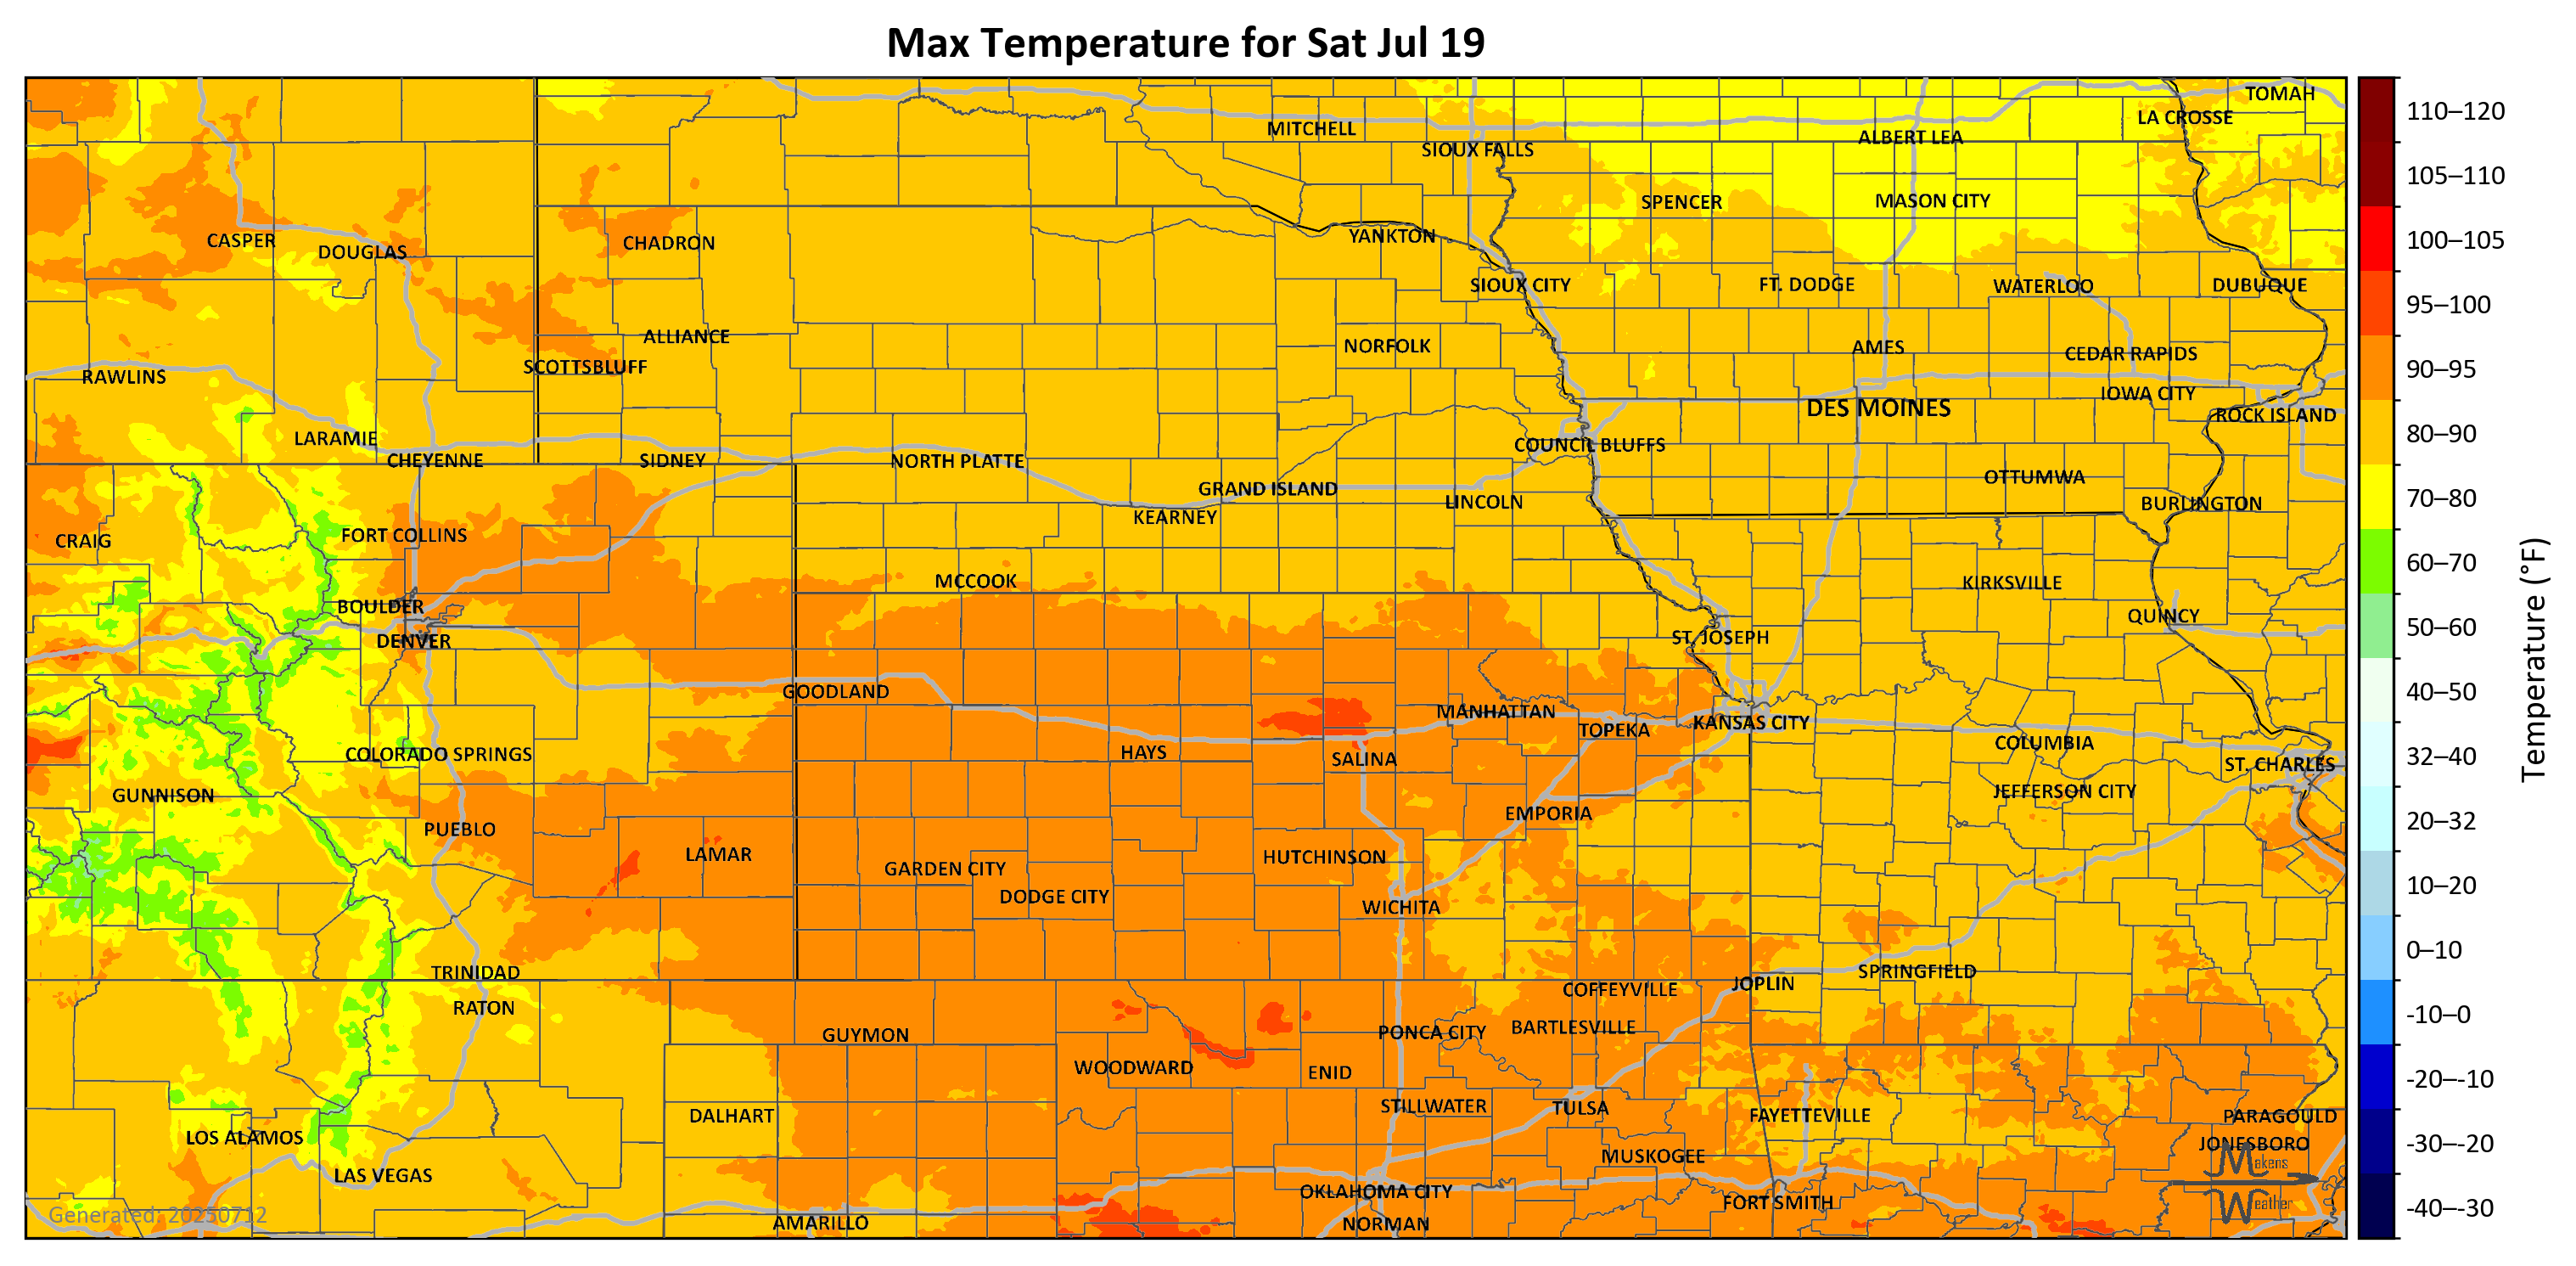 Max Temperature for Sat Jul 19
TOMAH
LA CROSSE
MITCHELL
ALBERT LEA
SIOUX FALLS
SPENCER
MASON CITY
CASPER
DOUGLAS
CHADRON
YANKTON
SIOUX CITY
FT. DODGE
WATERLOO
DUBUQUE
ALLIANCE
NORFOLK
AMES
CEDAR RAPIDS
SCOTTSBLUFF
RAWLINS
IOWA CITY
DES MOINES
ROCK ISLAND
LARAMIE
COUNCIL BLUFFS
CHEYENNE
SIDNEY
NORTH PLATTE
OTTUMWA
GRAND ISLAND
LINCOLN
BURLINGTON
KEARNEY
FORT COLLINS
CRAIG
MCCOOK
KIRKSVILLE
BOULDER
QUINCY
DENVER
ST. JOSEPH
GOODLAND
MANHATTAN
KANSAS CITY
TOPEKA
COLUMBIA
COLORADO SPRINGS
HAYS
SALINA
ST. CHARLES
GUNNISON
JEFFERSON CITY
EMPORIA
PUEBLO
LAMAR
HUTCHINSON
GARDEN CITY
DODGE CITY
WICHITA
TRINIDAD
SPRINGFIELD
JOPLIN
COFFEYVILLE
RATON
GUYMON
PONCA CITY
BARTLESVILLE
WOODWARD
ENID
STILLWATER
TULSA
DALHART
FAYETTEVILLE
PARAGOULD
LOS ALAMOS
JONESBORO
MUSKOGEE
LAS VEGAS
OKLAHOMA CITY
FORT SMITH
AMARILLO
NORMAN
Generated: 20250712
Makens
Weather
110–120
105–110
100–105
95–100
90–95
80–90
70–80
60–70
50–60
40–50
32–40
20–32
10–20
0–10
-10–0
-20–-10
-30–-20
-40–-30
Temperature (°F)